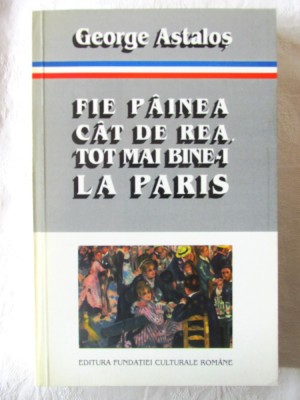 George Astaloș
FIE PÂINEA
CÂT DE REA,
TOT MAI BINE-I
LA PARIS
EDITURA FUNDAȚIEI CULTURALE ROMÂNE